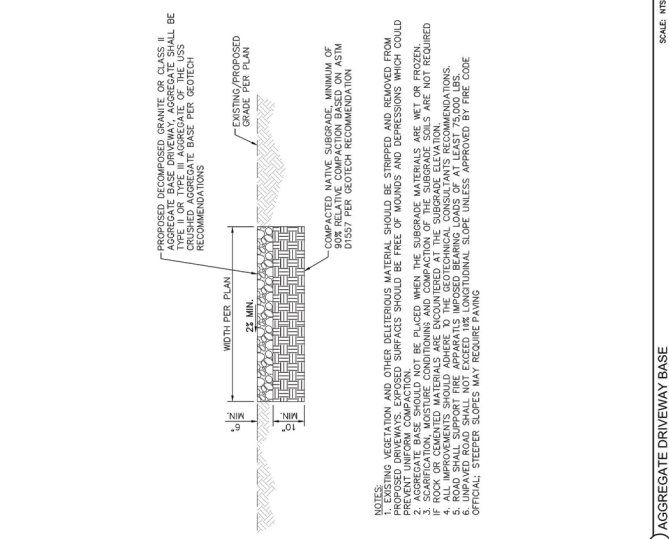 PROPOSED DECOMPOSED GRANITE OR CLASS II
AGGREGATE BASE DRIVEWAY, AGGREGATE SHALL BE
TYPE II OR TYPE III AGGREGATE OF THE USS
CRUSHED AGGREGATE BASE PER GEOTECH
RECOMMENDATIONS
EXISTING/PROPOSED
GRADE PER PLAN
WIDTH PER PLAN
2% MIN.
6"
MIN.
10"
MIN.
COMPACTED NATIVE SUBGRADE, MINIMUM OF
90% RELATIVE COMPACTION BASED ON ASTM
D1557 PER GEOTECH RECOMMENDATION
NOTES:
1. EXISTING VEGETATION AND OTHER DELETERIOUS MATERIAL SHOULD BE STRIPPED AND REMOVED FROM
PROPOSED DRIVEWAYS. EXPOSED SURFACES SHOULD BE FREE OF MOUNDS AND DEPRESSIONS WHICH COULD
PREVENT UNIFORM COMPACTION.
2. AGGREGATE BASE SHOULD NOT BE PLACED WHEN THE SUBGRADE MATERIALS ARE WET OR FROZEN.
3. SCARIFICATION, MOISTURE CONDITIONING AND COMPACTION OF THE SUBGRADE SOILS ARE NOT REQUIRED
IF ROCK OR CEMENTED MATERIALS ARE ENCOUNTERED AT THE SUBGRADE ELEVATION.
4. ALL IMPROVEMENTS SHOULD ADHERE TO THE GEOTECHNICAL CONSULTANTS RECOMMENDATIONS.
5. ROAD SHALL SUPPORT FIRE APPARATUS IMPOSED BEARING LOADS OF AT LEAST 75,000 LBS.
6. UNPAVED ROAD SHALL NOT EXCEED 18% LONGITUDINAL SLOPE UNLESS APPROVED BY FIRE CODE
OFFICIAL; STEEPER SLOPES MAY REQUIRE PAVING
AGGREGATE DRIVEWAY BASE
SCALE: NTS